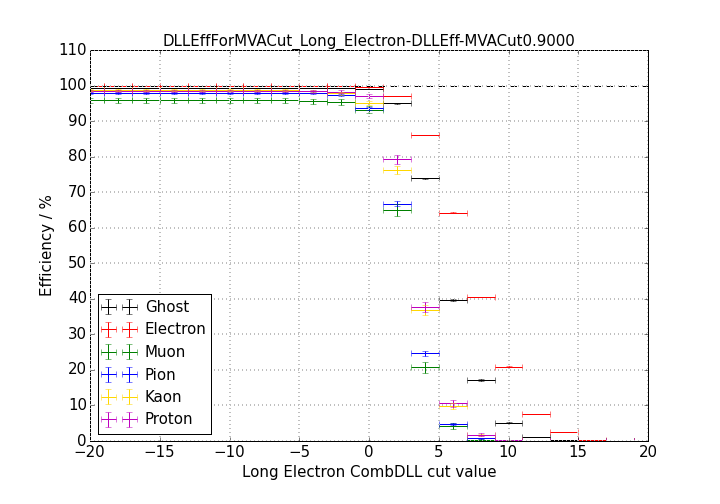 DLLEffForMVACut_Long_Electron-DLLEff-MVACut0.9000
110
100
90
80
70
60
50
40
30
20
10
0
Efficiency / %
Ghost
Electron
Muon
Pion
Kaon
Proton
−20 −15 −10 −5 0 5 10 15 20
Long Electron CombDLL cut value